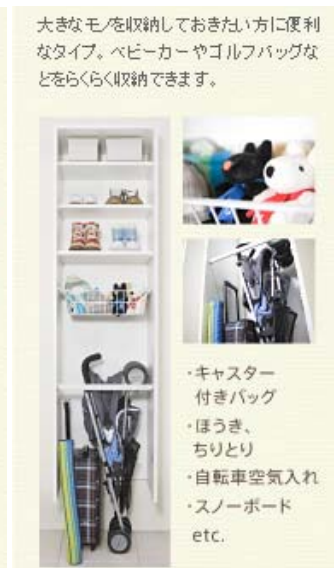 大きなモノを収納しておきたい方に便利
なタイプ。ベビーカーやゴルフバッグな
どをらくらく収納できます。
・キャスター
付きバッグ
・ほうき、
ちりとり
・自転車空気入れ
・スノーボード
etc.